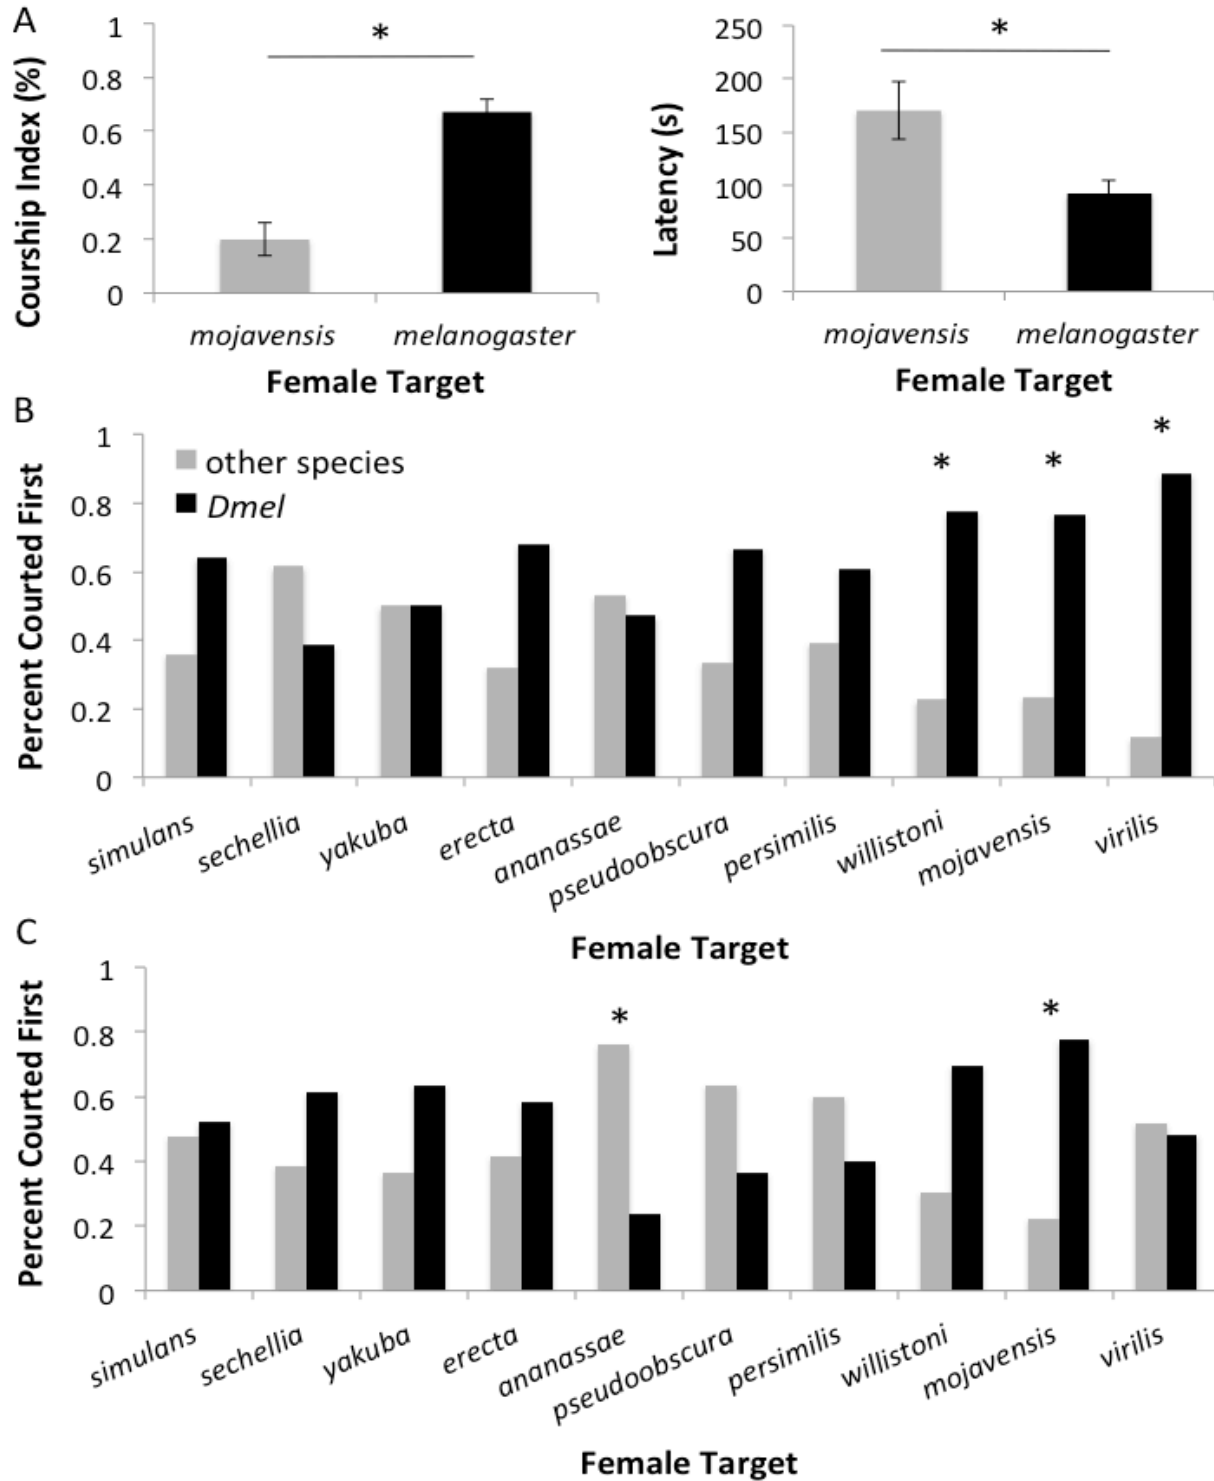 A
Courship Index (%)
1
0.8
0.6
0.4
0.2
0
*
mojavensis
melanogaster
Female Target
Latency (s)
250
200
150
100
50
0
*
mojavensis
melanogaster
Female Target
B
Percent Courted First
1
0.8
0.6
0.4
0.2
0
other species
Dmel
*
*
*
simulans
sechellia
yakuba
erecta
ananassae
pseudoobscura
persimilis
willistoni
mojavensis
virilis
Female Target
C
Percent Courted First
1
0.8
0.6
0.4
0.2
0
*
*
simulans
sechellia
yakuba
erecta
ananassae
pseudoobscura
persimilis
willistoni
mojavensis
virilis
Female Target